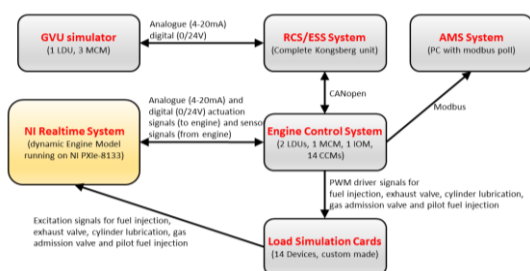 Analogue (4-20mA)
digital (0/24V)
GVU simulator
(1 LDU, 3 MCM)
RCS/ESS System
(Complete Kongsberg unit)
AMS System
(PC with modbus poll)
CANopen
Modbus
Analogue (4-20mA) and
digital (0/24V) actuation
signals (to engine) and sensor
signals (from engine)
NI Realtime System
(dynamic Engine Model
running on NI PXIe-8133)
Engine Control System
(2 LDUs, 1 MCM, 1 IOM,
14 CCMs)
PWM driver signals for
fuel injection, exhaust valve, cylinder lubrication,
gas admission valve and pilot fuel injection
Excitation signals for fuel injection,
exhaust valve, cylinder lubrication, gas
admission valve and pilot fuel injection
Load Simulation Cards
(14 Devices, custom made)